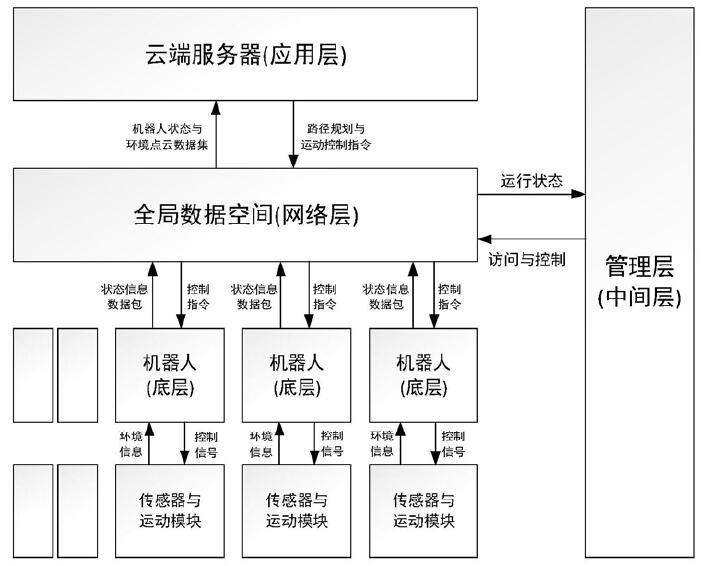 云端服务器(应用层)
机器人状态与
环境点云数据集
路径规划与
运动控制指令
全局数据空间(网络层)
运行状态
访问与控制
管理层
(中间层)
状态信息
数据包
控制
指令
状态信息
数据包
控制
指令
状态信息
数据包
控制
指令
机器人
(底层)
机器人
(底层)
机器人
(底层)
环境
信息
控制
信号
环境
信息
控制
信号
环境
信息
控制
信号
传感器与
运动模块
传感器与
运动模块
传感器与
运动模块